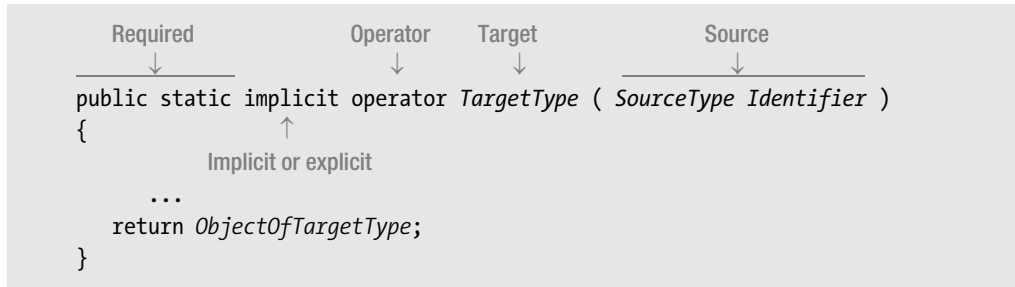 Required Operator Target Source
↓ ↓ ↓ ↓
public static implicit operator TargetType ( SourceType Identifier )
{ ↑
Implicit or explicit
...
return ObjectOfTargetType;
}